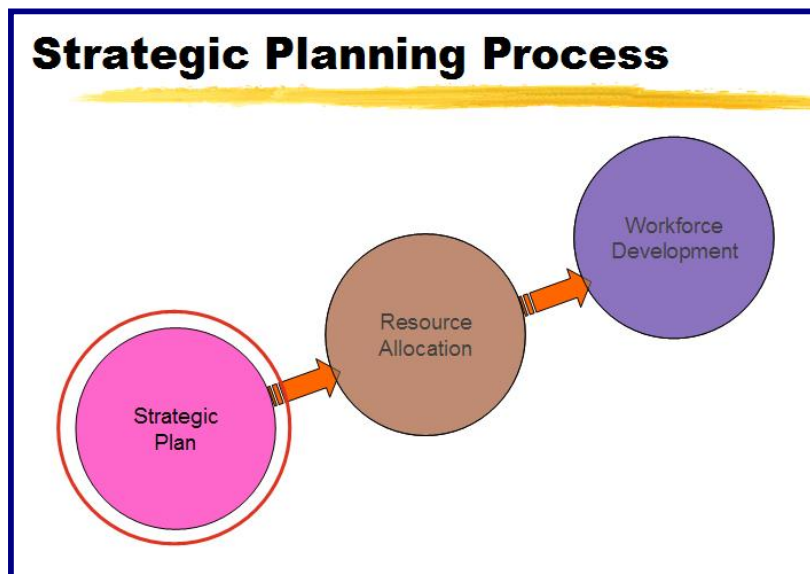 Strategic Planning Process
Workforce
Development
Resource
Allocation
Strategic
Plan